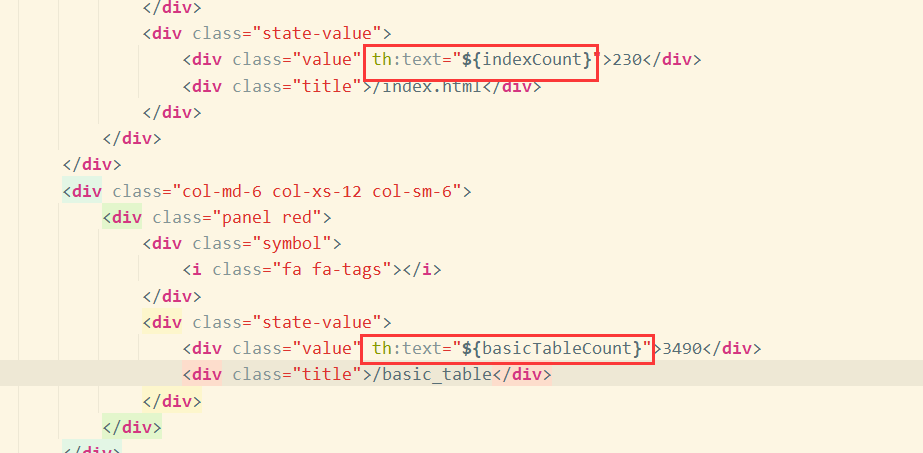 </div>
<div class="state-value">
<div class="value" th:text="${indexCount}">230</div>
<div class="title">/index.html</div>
</div>
</div>
</div>
<div class="col-md-6 col-xs-12 col-sm-6">
<div class="panel red">
<div class="symbol">
<i class="fa fa-tags"></i>
</div>
<div class="state-value">
<div class="value" th:text="${basicTableCount}">3490</div>
<div class="title">/basic_table</div>
</div>
</div>
</div>